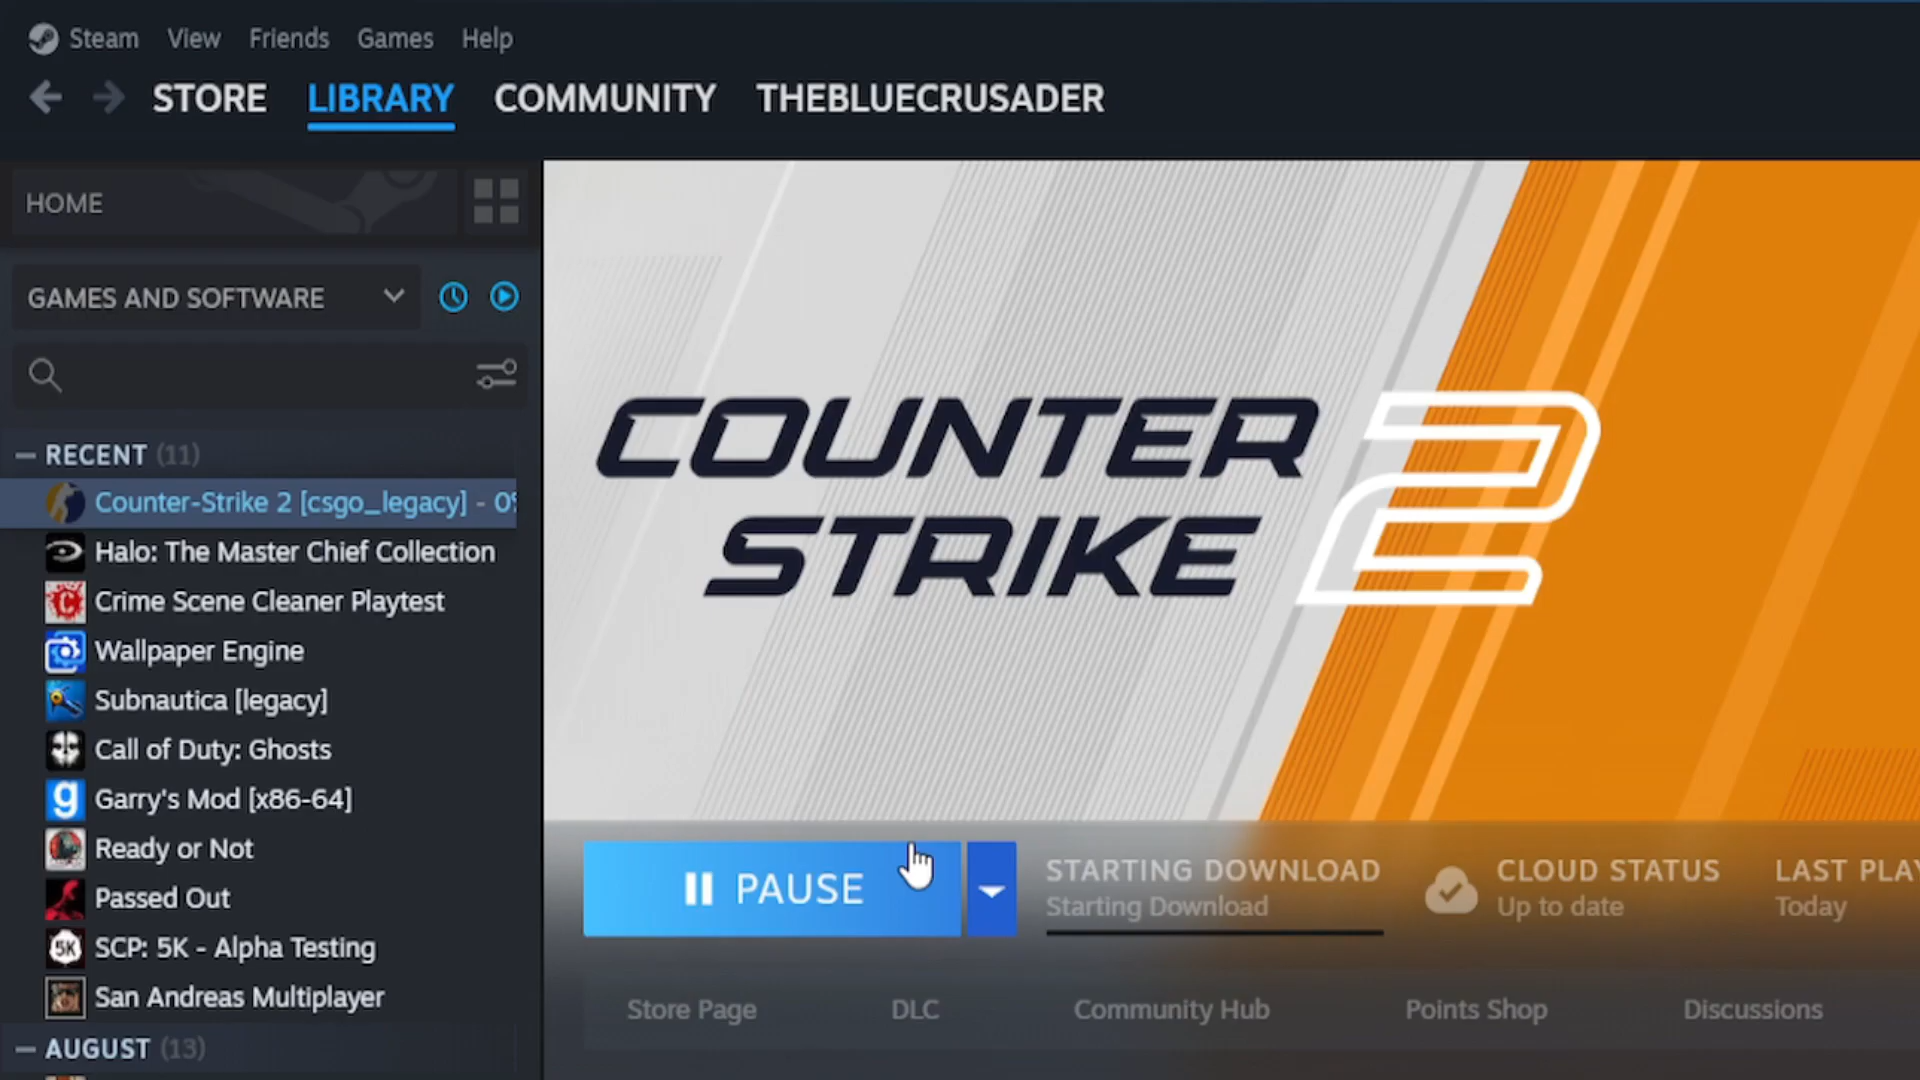 Steam View Friends Games Help
STORE LIBRARY COMMUNITY THEBLUECRUSADER
HOME
GAMES AND SOFTWARE
— RECENT (11)
Counter-Strike 2 [csgo_legacy] - 0%
Halo: The Master Chief Collection
Crime Scene Cleaner Playtest
Wallpaper Engine
Subnautica [legacy]
Call of Duty: Ghosts
Garry's Mod [x86-64]
Ready or Not
Passed Out
5K SCP: 5K - Alpha Testing
San Andreas Multiplayer
— AUGUST (13)
COUNTER
STRIKE 2
PAUSE
STARTING DOWNLOAD
Starting Download
CLOUD STATUS
Up to date
LAST PLAY
Today
Store Page DLC Community Hub Points Shop Discussions